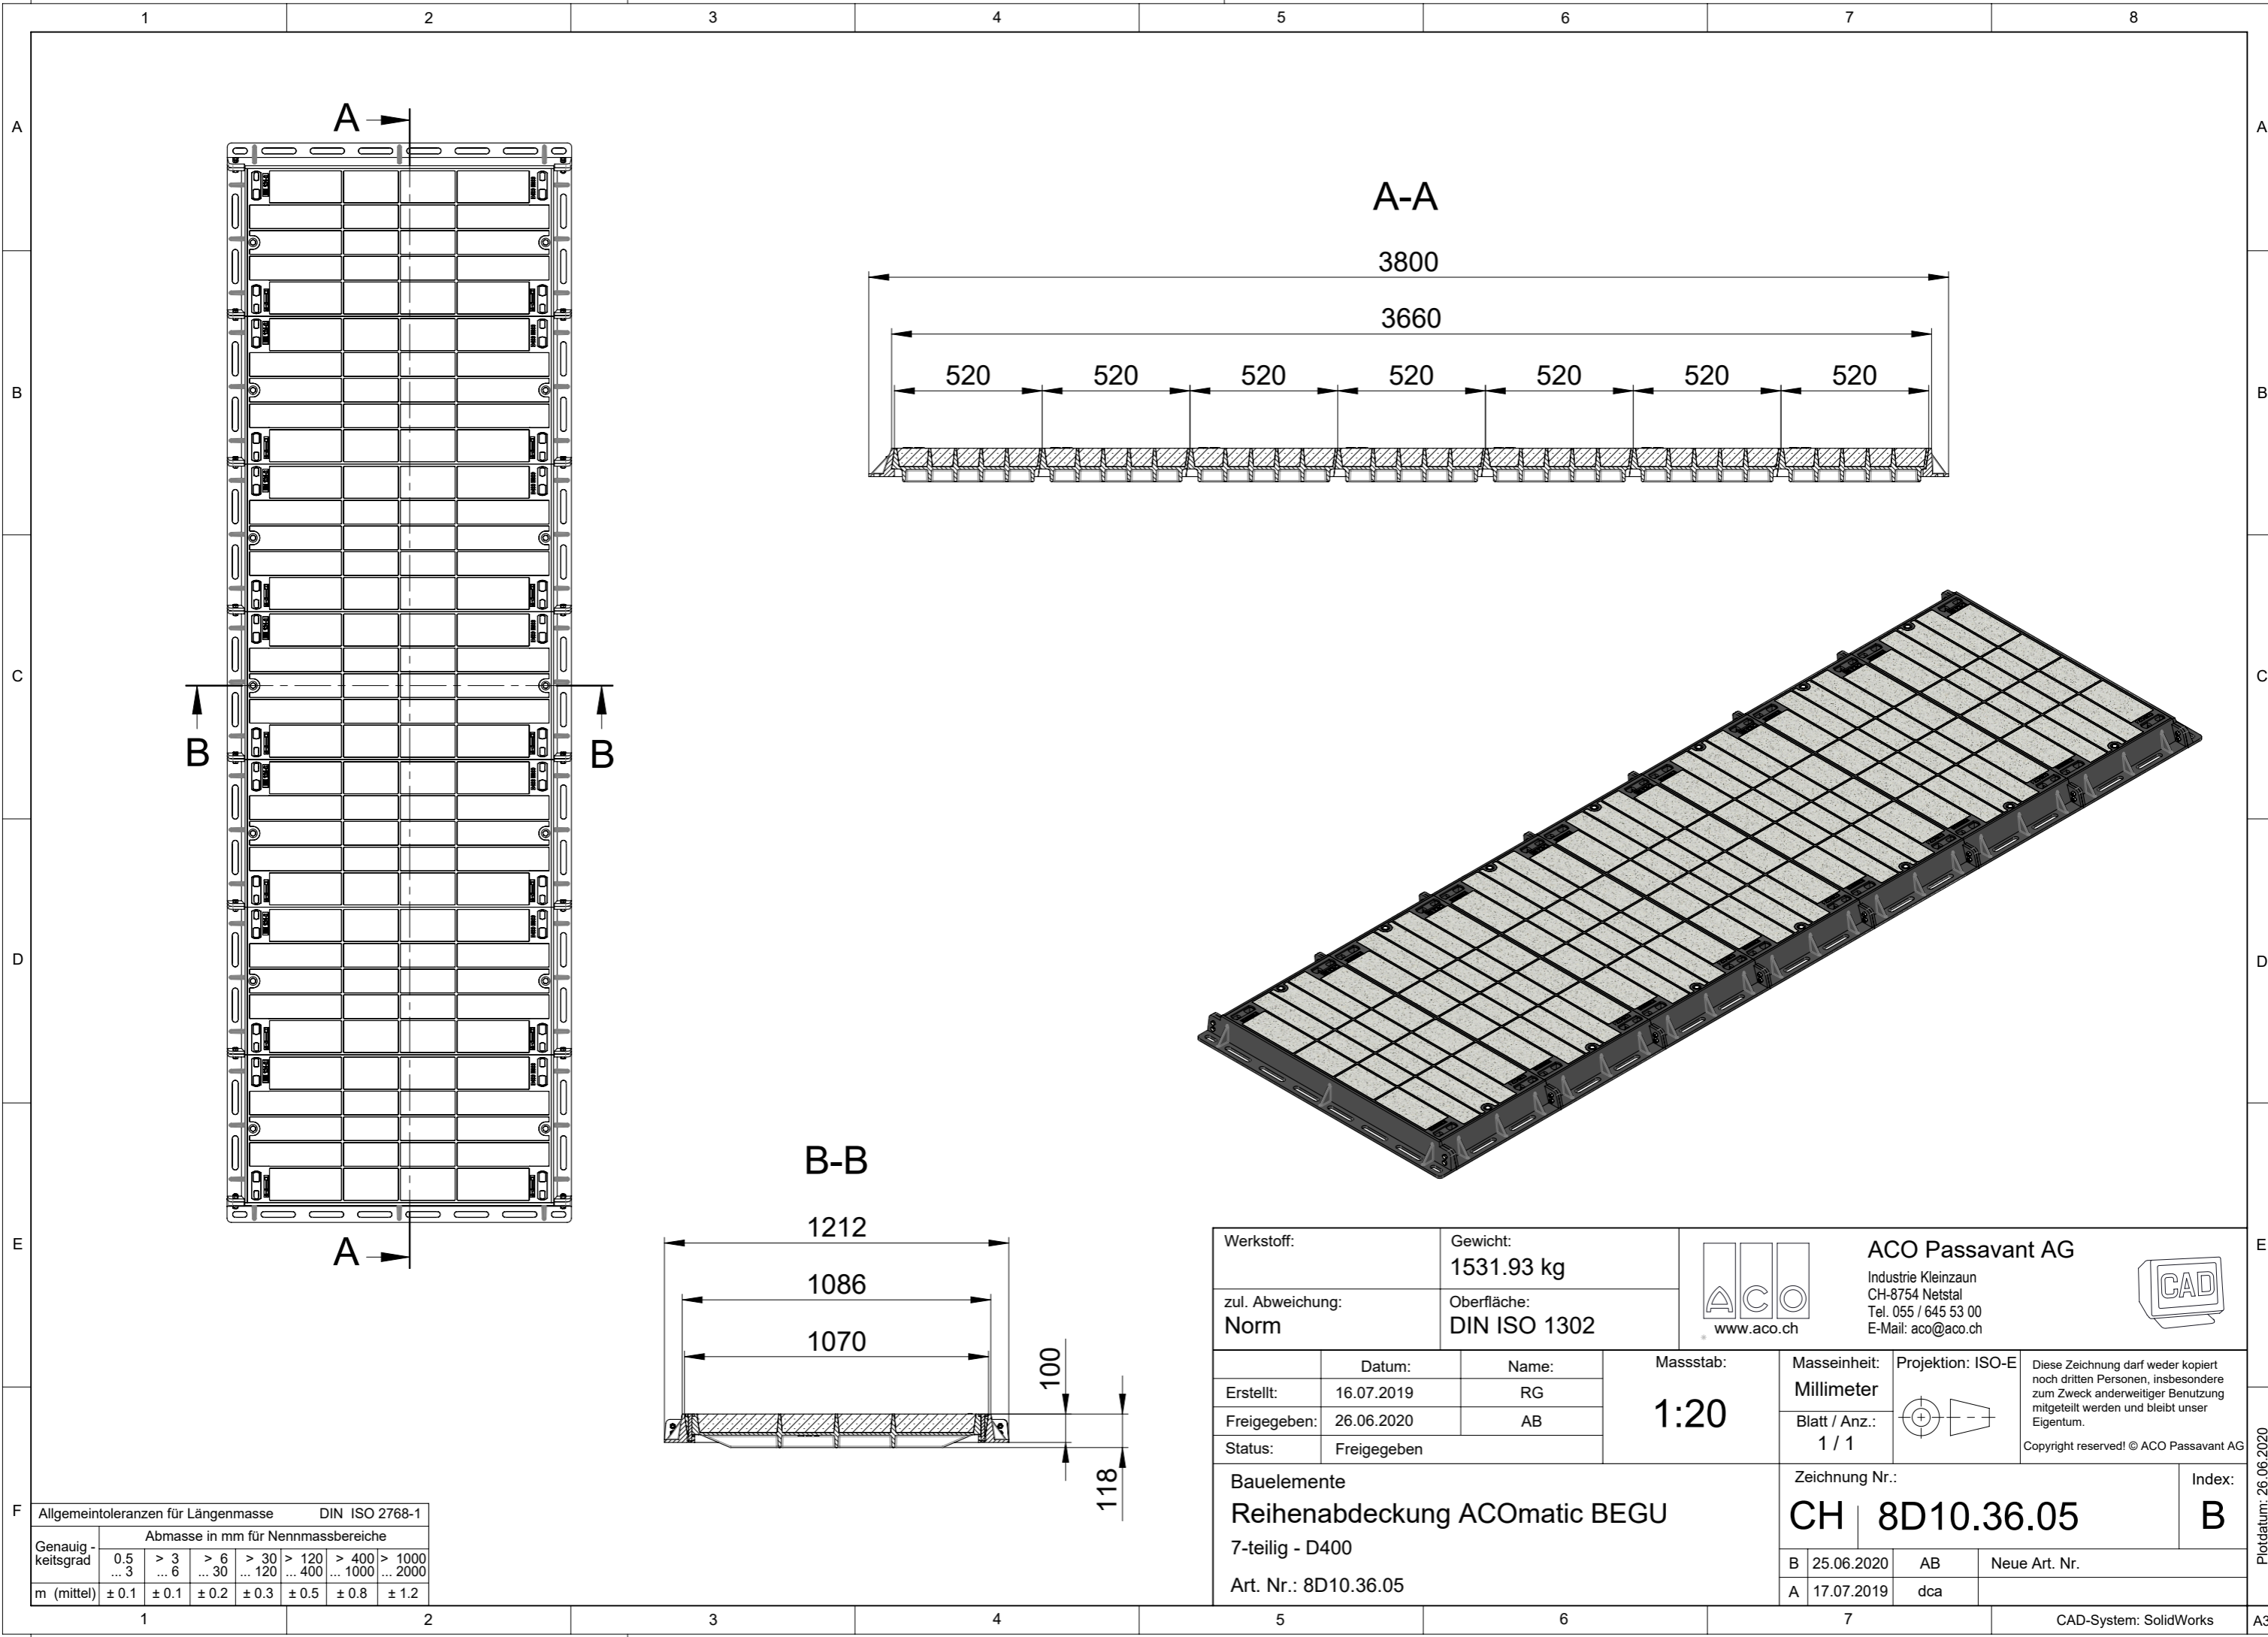 1 2 3 4 5 6 7 8
A A
B B
C C
D D
E E
F
A
A
B B
A-A
3800
3660
520 520 520 520 520 520 520
B-B
1212
1086
1070
100
118
Werkstoff:
Gewicht:
1531.93 kg
zul. Abweichung:
Norm
Oberfläche:
DIN ISO 1302
ACO
www.aco.ch
ACO Passavant AG
Industrie Kleinzaun
CH-8754 Netstal
Tel. 055 / 645 53 00
E-Mail: aco@aco.ch
CAD
Datum: Name:
Erstellt: 16.07.2019 RG
Freigegeben: 26.06.2020 AB
Status: Freigegeben
Massstab:
1:20
Masseinheit:
Millimeter
Blatt / Anz.:
1 / 1
Projektion: ISO-E
Diese Zeichnung darf weder kopiert
noch dritten Personen, insbesondere
zum Zweck anderweitiger Benutzung
mitgeteilt werden und bleibt unser
Eigentum.
Copyright reserved! © ACO Passavant AG
Bauelemente
Reihenabdeckung ACOmatic BEGU
7-teilig - D400
Art. Nr.: 8D10.36.05
Zeichnung Nr.:
CH 8D10.36.05
Index:
B
B 25.06.2020 AB Neue Art. Nr.
A 17.07.2019 dca
Plotdatum: 26.06.2020
Allgemeintoleranzen für Längenmasse DIN ISO 2768-1
Genauig -
keitsgrad
Abmasse in mm für Nennmassbereiche
0.5 > 3 > 6 > 30 > 120 > 400 > 1000
... 3 ... 6 ... 30 ... 120 ... 400 ... 1000 ... 2000
m (mittel) ± 0.1 ± 0.1 ± 0.2 ± 0.3 ± 0.5 ± 0.8 ± 1.2
1 2 3 4 5 6 7
CAD-System: SolidWorks